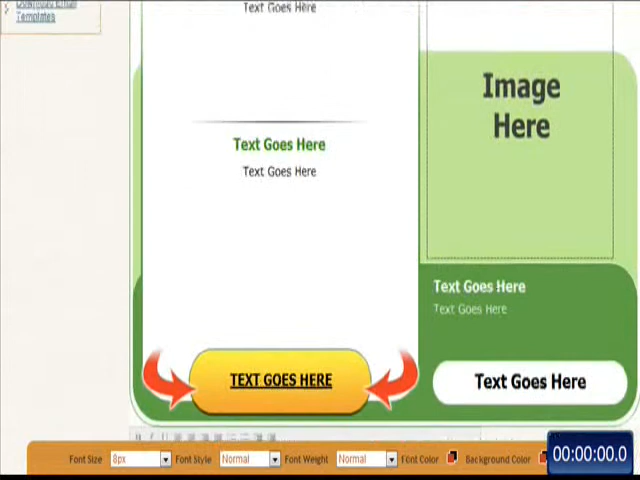 Templates
Text Goes Here
Image
Here
Text Goes Here
Text Goes Here
Text Goes Here
Text Goes Here
TEXT GOES HERE
Text Goes Here
Font Size 8px Font Style Normal Font Weight Normal Font Color Background Color
00:00:00.0